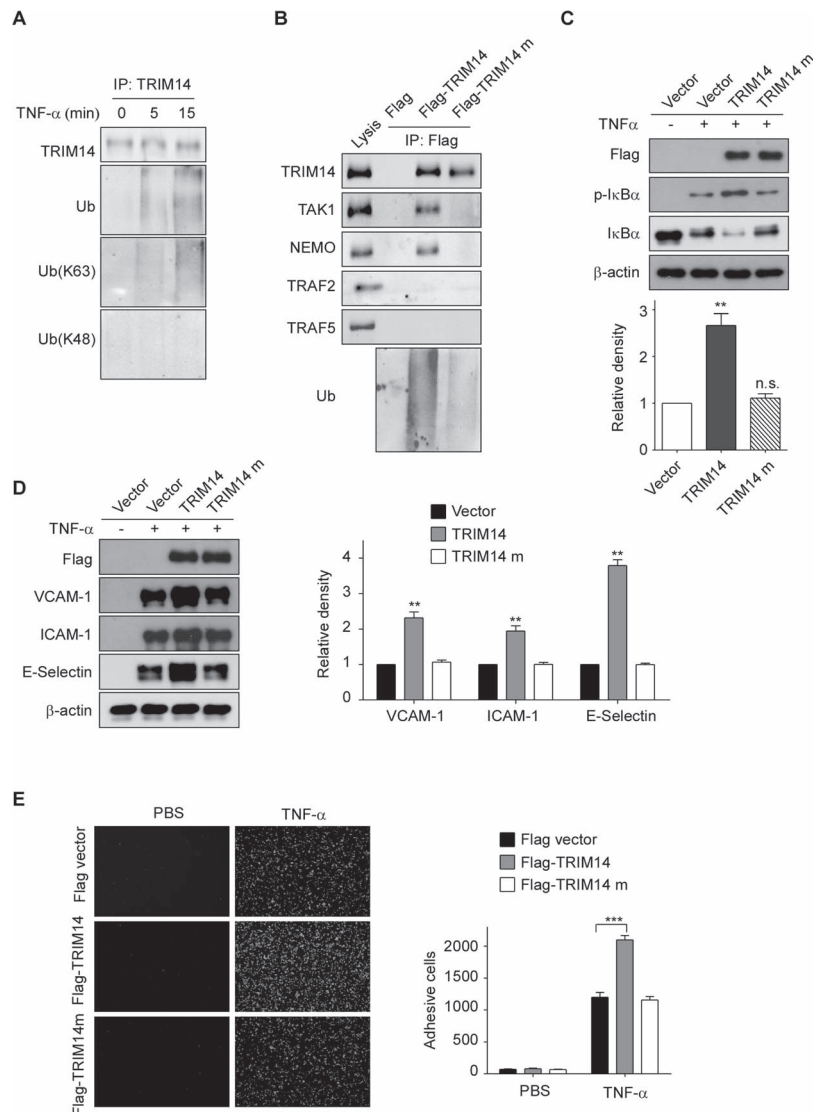 A
IP: TRIM14
TNF-α (min) 0 5 15
TRIM14
Ub
Ub(K63)
Ub(K48)
B
Lysis Flag Flag-TRIM14 Flag-TRIM14 m
IP: Flag
TRIM14
TAK1
NEMO
TRAF2
TRAF5
Ub
C
Vector Vector TRIM14 TRIM14 m
TNFα - + + +
Flag
p-IκBα
IκBα
β-actin
Relative density
3
2
1
0
**
n.s.
Vector TRIM14 TRIM14 m
D
Vector Vector TRIM14 TRIM14 m
TNF-α - + + +
Flag
VCAM-1
ICAM-1
E-Selectin
β-actin
Vector
TRIM14
TRIM14 m
Relative density
4
3
2
1
0
** ** **
VCAM-1 ICAM-1 E-Selectin
E
PBS TNF-α
Flag vector
Flag-TRIM14
Flag-TRIM14m
Flag vector
Flag-TRIM14
Flag-TRIM14 m
Adhesive cells
2000
1500
1000
500
0
***
PBS TNF-α